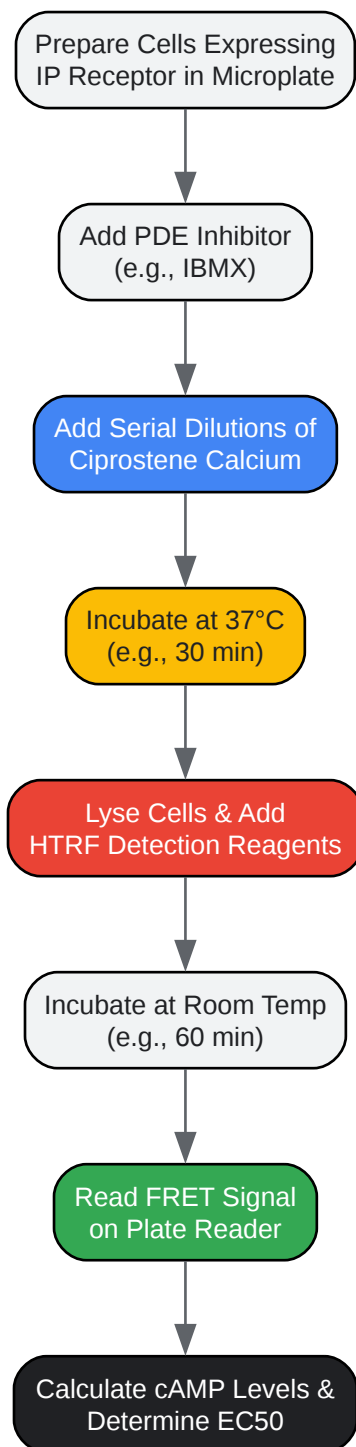 Prepare Cells Expressing
IP Receptor in Microplate
Add PDE Inhibitor
(e.g., IBMX)
Add Serial Dilutions of
Ciprostene Calcium
Incubate at 37°C
(e.g., 30 min)
Lyse Cells & Add
HTRF Detection Reagents
Incubate at Room Temp
(e.g., 60 min)
Read FRET Signal
on Plate Reader
Calculate cAMP Levels &
Determine EC50